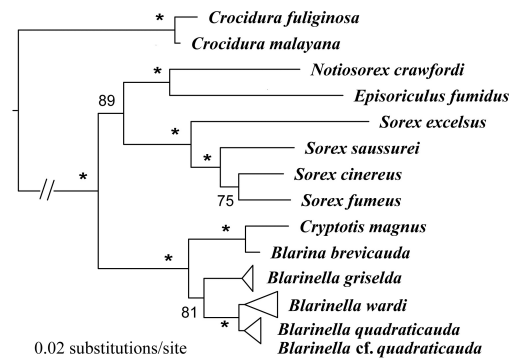 * Crocidura fuliginosa
Crocidura malayana
* Notiosorex crawfordi
89
Episoriculus fumidus
* Sorex excelsus
* Sorex saussurei
Sorex cinereus
* 75 Sorex fumeus
Cryptotis magnus
* *
Blarina brevicauda
Blarinella griselda
Blarinella wardi
81
* Blarinella quadraticauda
0.02 substitutions/site Blarinella cf. quadraticauda